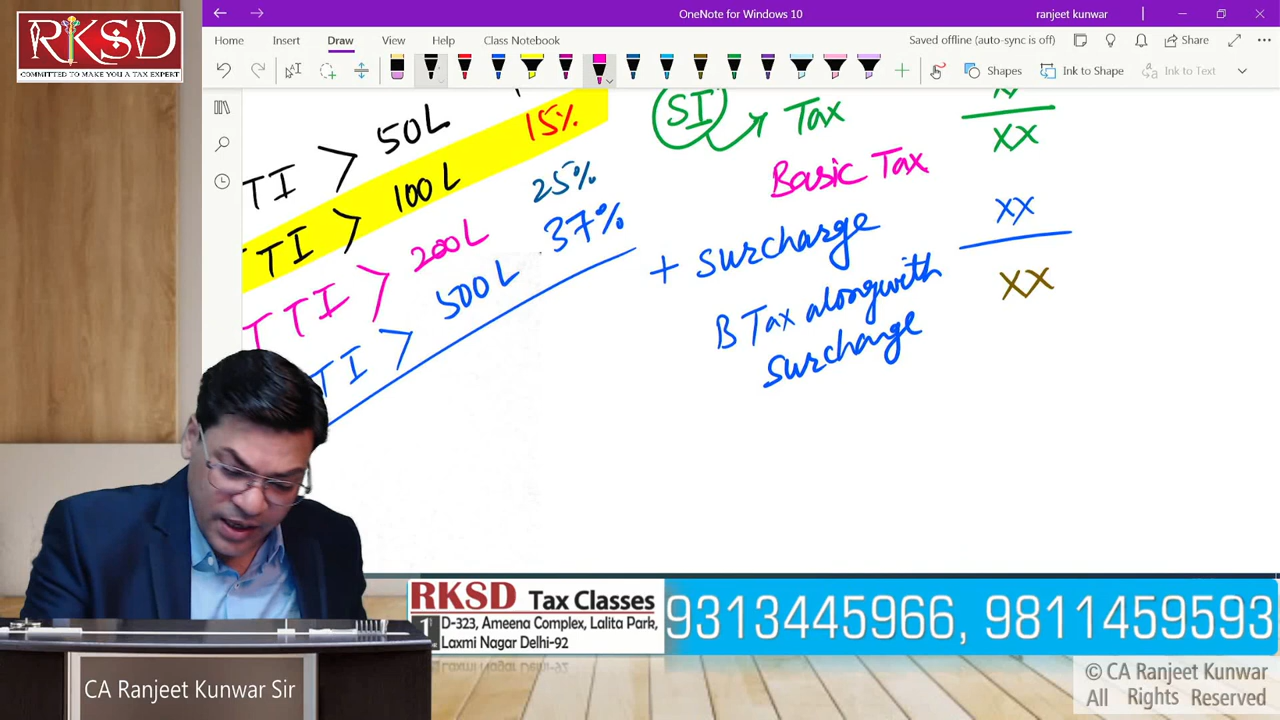 RKSD
COMMITTED TO MAKE YOU A TAX EXPERT
OneNote for Windows 10
ranjeet kunwar
Home Insert Draw View Help Class Notebook
Saved offline (auto-sync is off)
Share
Shapes
Ink to Shape
Ink to Text
TI > 50L
15%
TI > 100L
25%
TTI > 200L
37%
TI > 500L
SI → Tax
XX
Basic Tax
+ Surcharge
XX
B Tax alongwith
XX
Surcharge
RKSD Tax Classes
D-323, Ameena Complex, Lalita Park,
Laxmi Nagar Delhi-92
9313445966, 9811459593
CA Ranjeet Kunwar Sir
© CA Ranjeet Kunwar
All Rights Reserved